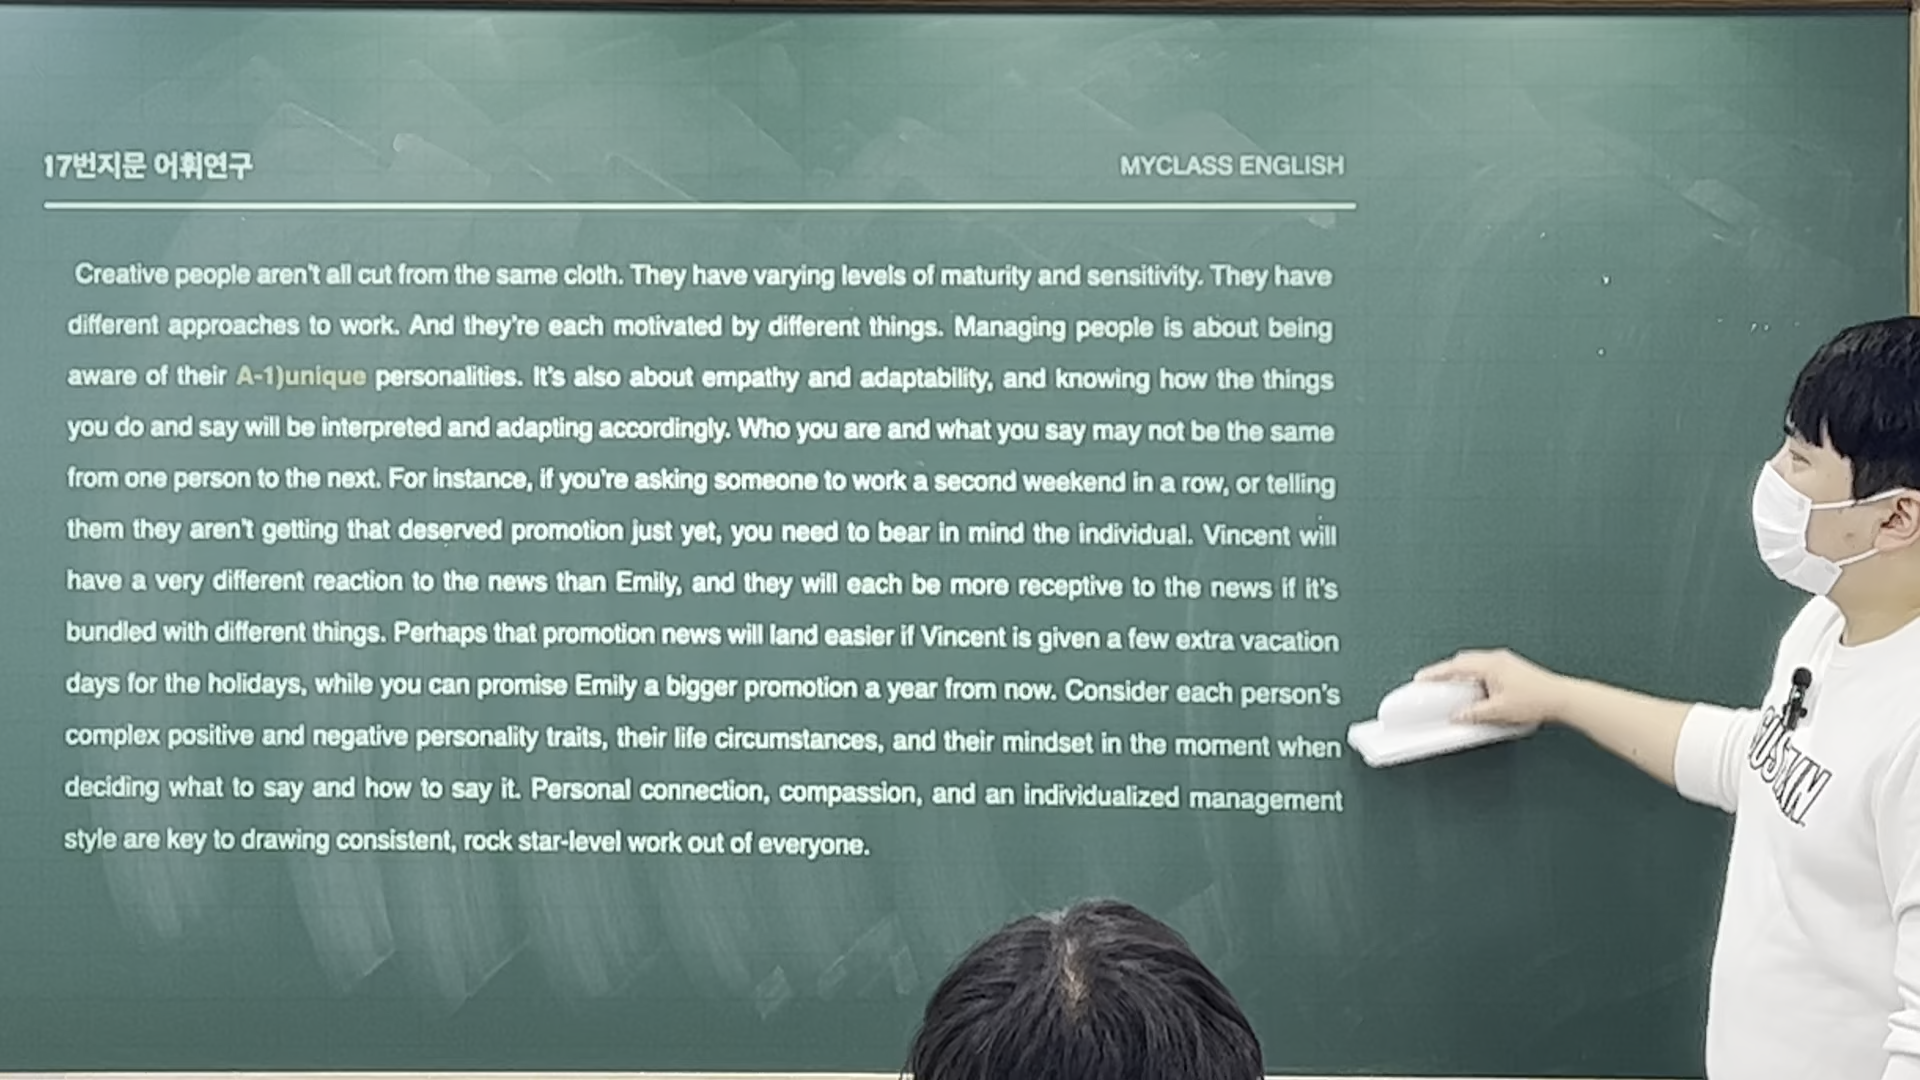 17번지문 어휘연구
MYCLASS ENGLISH
Creative people aren't all cut from the same cloth. They have varying levels of maturity and sensitivity. They have
different approaches to work. And they're each motivated by different things. Managing people is about being
aware of their A-1)unique personalities. It's also about empathy and adaptability, and knowing how the things
you do and say will be interpreted and adapting accordingly. Who you are and what you say may not be the same
from one person to the next. For instance, if you're asking someone to work a second weekend in a row, or telling
them they aren't getting that deserved promotion just yet, you need to bear in mind the individual. Vincent will
have a very different reaction to the news than Emily, and they will each be more receptive to the news if it's
bundled with different things. Perhaps that promotion news will land easier if Vincent is given a few extra vacation
days for the holidays, while you can promise Emily a bigger promotion a year from now. Consider each person's
complex positive and negative personality traits, their life circumstances, and their mindset in the moment when
deciding what to say and how to say it. Personal connection, compassion, and an individualized management
style are key to drawing consistent, rock star-level work out of everyone.